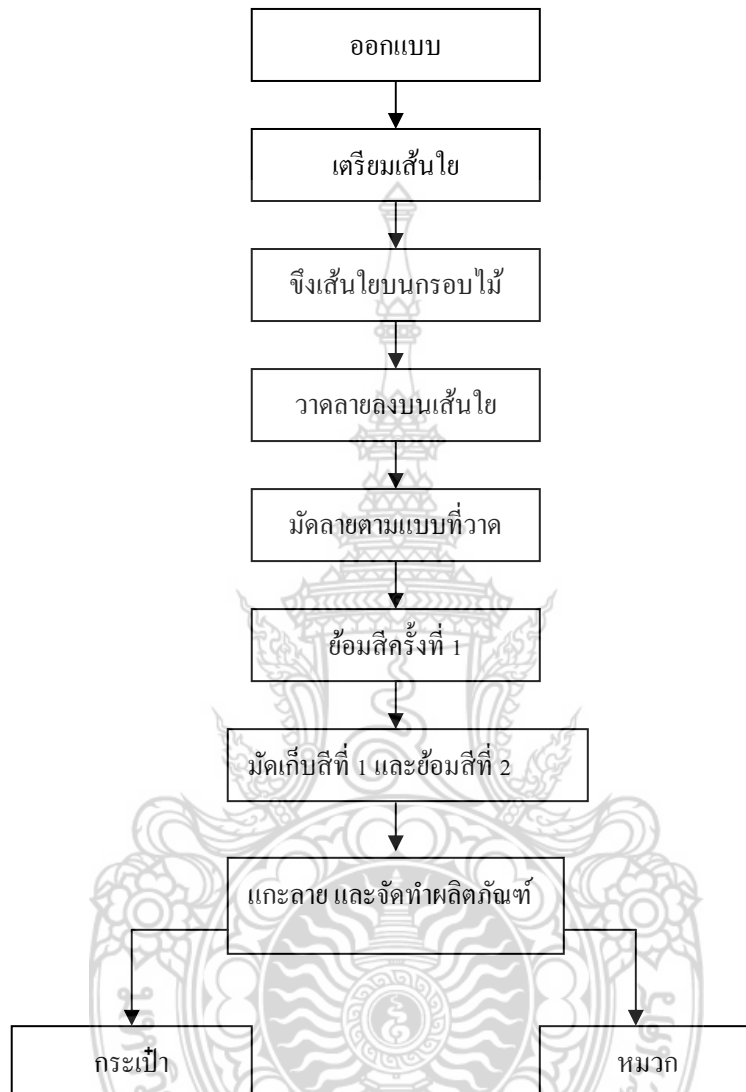 ออกแบบ
เตรียมเส้นใย
ขึงเส้นใยบนกรอบไม้
วาดลายลงบนเส้นใย
มัดลายตามแบบที่วาด
ย้อมสีครั้งที่ 1
มัดเก็บสีที่ 1 และย้อมสีที่ 2
แกะลาย และจัดทำผลิตภัณฑ์
กระเป๋า
หมวก